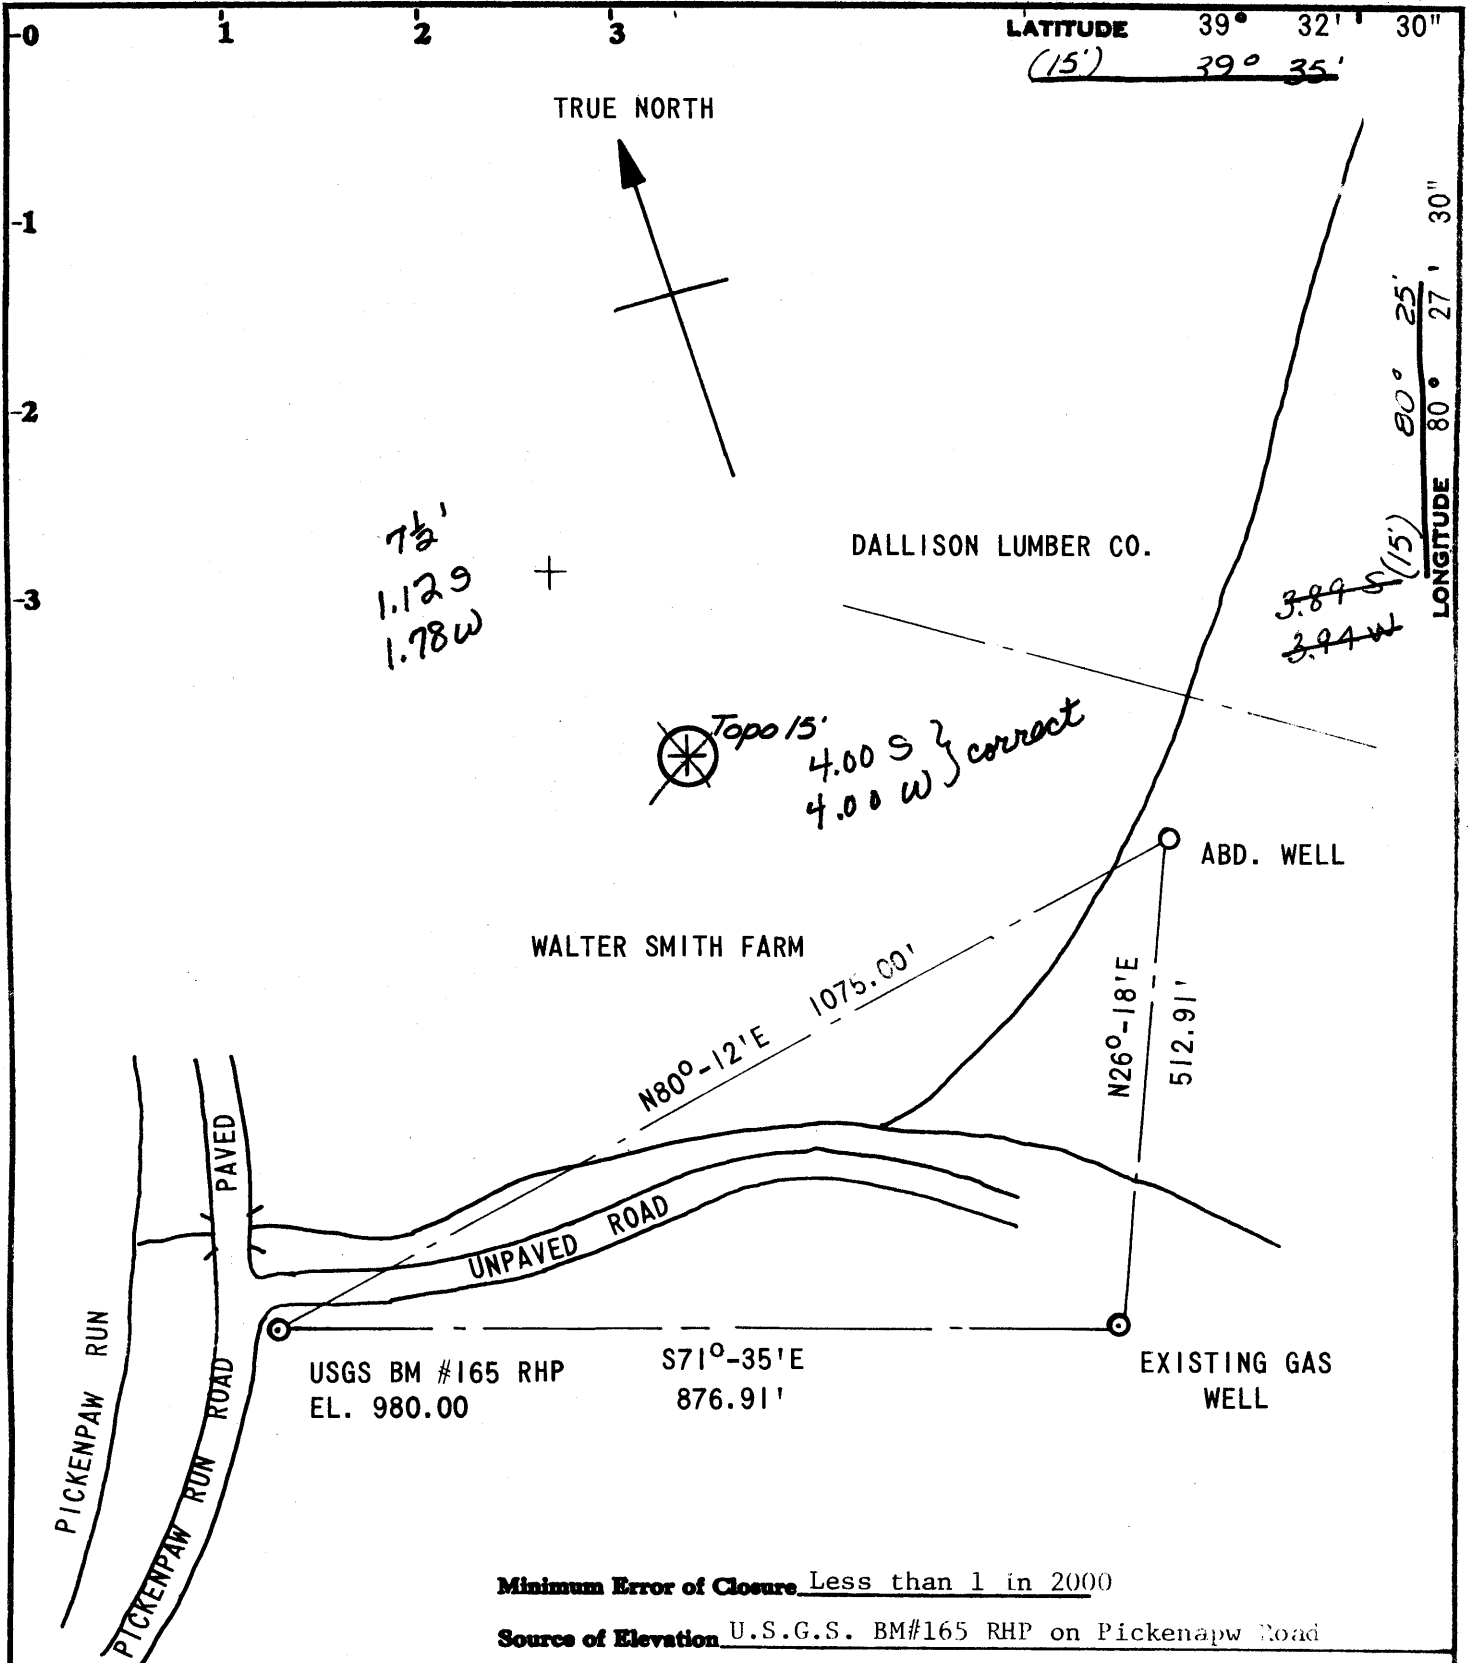 -0 1 2 3 LATITUDE 39° 32' 30"
(15') 39° 35'
TRUE NORTH
-1
-2
-3
LONGITUDE 80° 27' 30"
(15') 80° 25'
7½'
1.12 S
1.78 W
DALLISON LUMBER CO.
3.89 S
3.94 W
Topo 15'
4.00 S } correct
4.00 W
ABD. WELL
WALTER SMITH FARM
N80°-12'E 1075.00'
N26°-18'E
512.91'
PAVED
UNPAVED ROAD
PICKENPAW RUN
PICKENPAW RUN ROAD
USGS BM #165 RHP
EL. 980.00
S71°-35'E
876.91'
EXISTING GAS
WELL
Minimum Error of Closure Less than 1 in 2000
Source of Elevation U.S.G.S. BM#165 RHP on Pickenapw Road